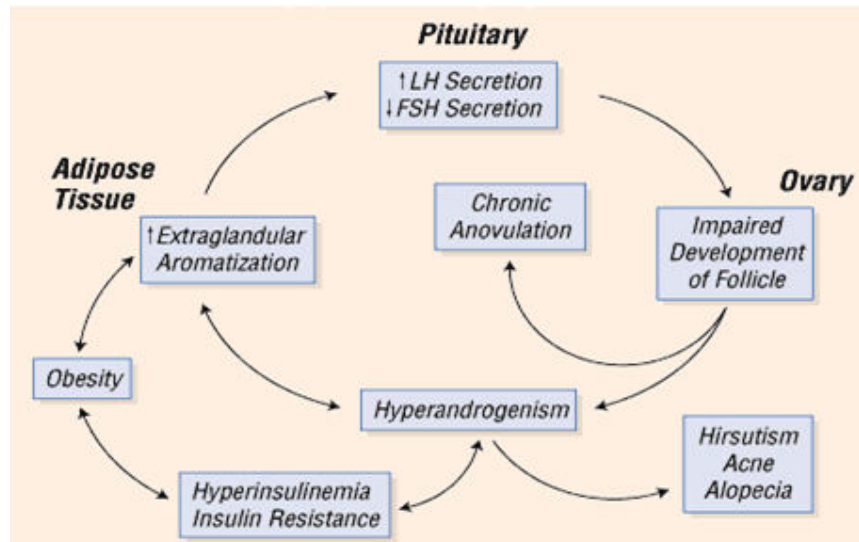 Pituitary
↑LH Secretion
↓FSH Secretion
Adipose
Tissue
Ovary
Chronic
Anovulation
Impaired
Development
of Follicle
↑Extraglandular
Aromatization
Obesity
Hyperandrogenism
Hirsutism
Acne
Alopecia
Hyperinsulinemia
Insulin Resistance